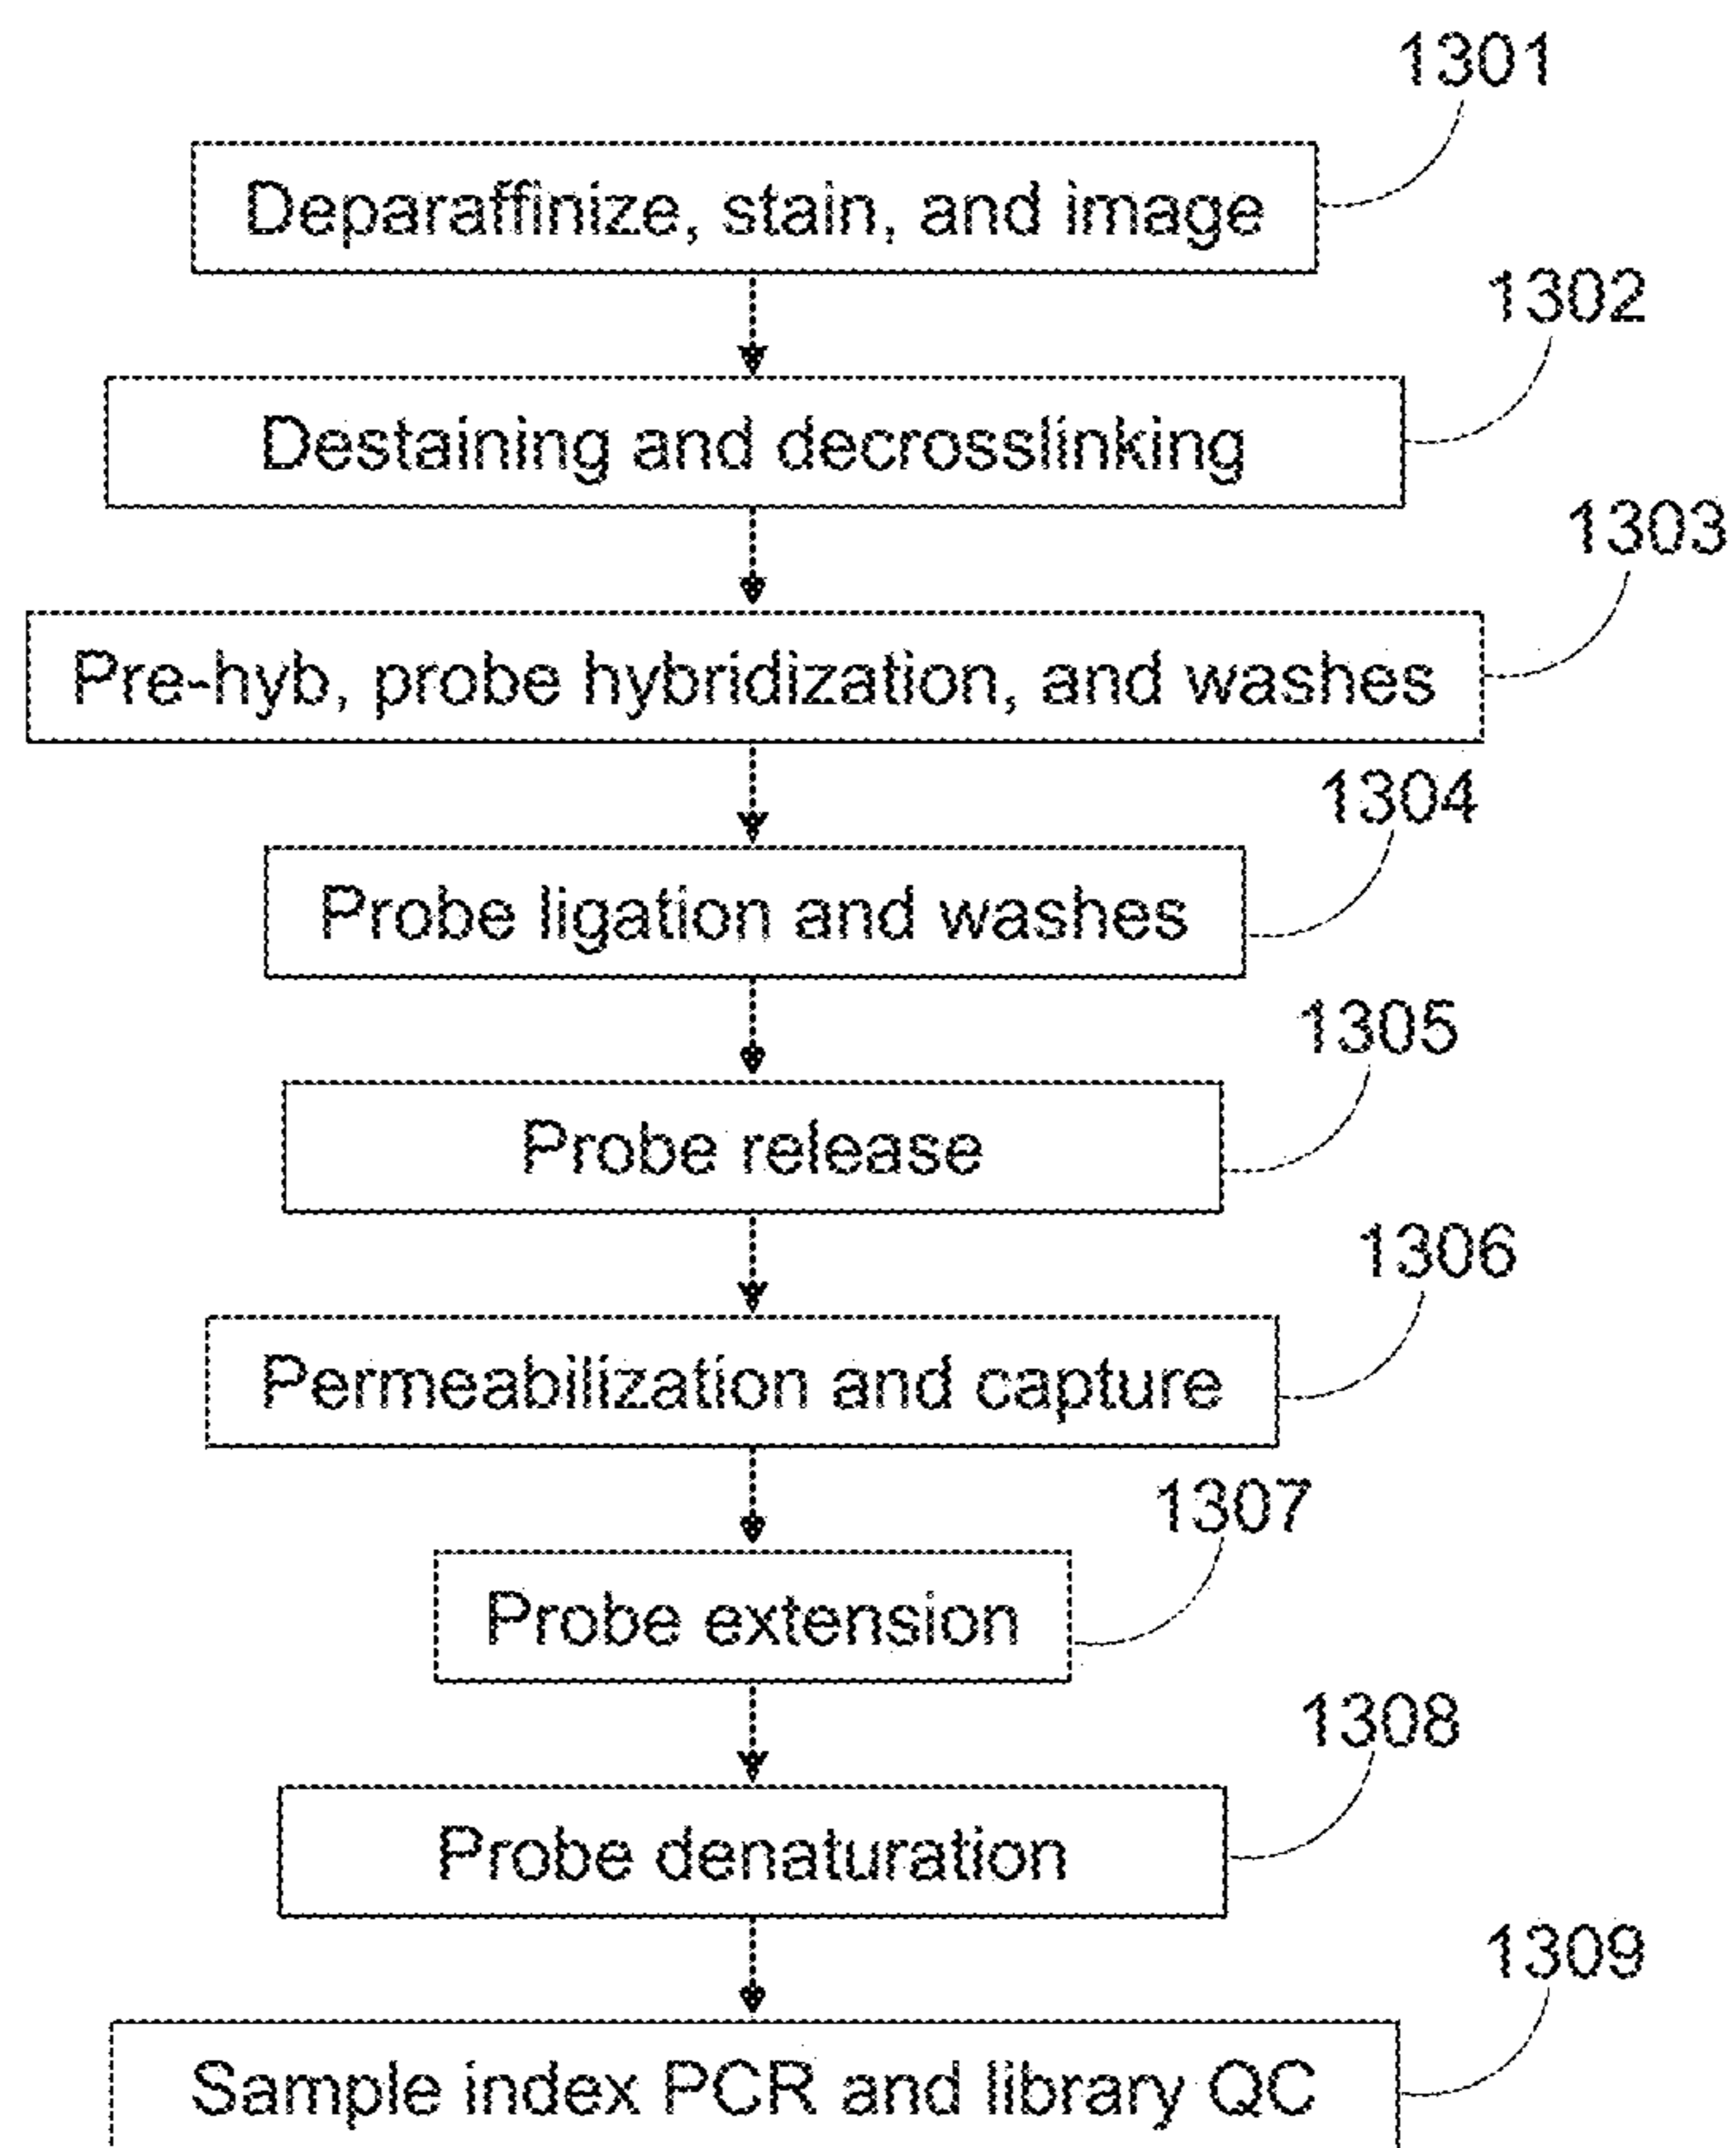 1301
Deparaffinize, stain, and image
1302
Destaining and decrosslinking
1303
Pre-hyb, probe hybridization, and washes
1304
Probe ligation and washes
1305
Probe release
1306
Permeabilization and capture
1307
Probe extension
1308
Probe denaturation
1309
Sample index PCR and library QC